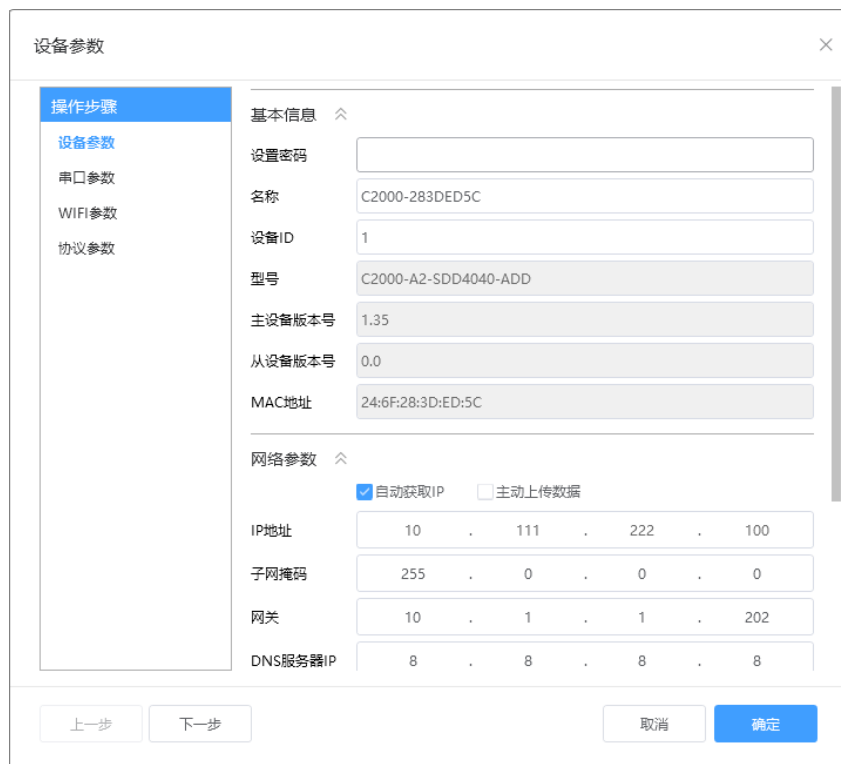 设备参数
操作步骤
设备参数
串口参数
WIFI参数
协议参数
基本信息
设置密码
名称 C2000-283DED5C
设备ID 1
型号 C2000-A2-SDD4040-ADD
主设备版本号 1.35
从设备版本号 0.0
MAC地址 24:6F:28:3D:ED:5C
网络参数
自动获取IP 主动上传数据
IP地址 10 . 111 . 222 . 100
子网掩码 255 . 0 . 0 . 0
网关 10 . 1 . 1 . 202
DNS服务器IP 8 . 8 . 8 . 8
上一步 下一步 取消 确定